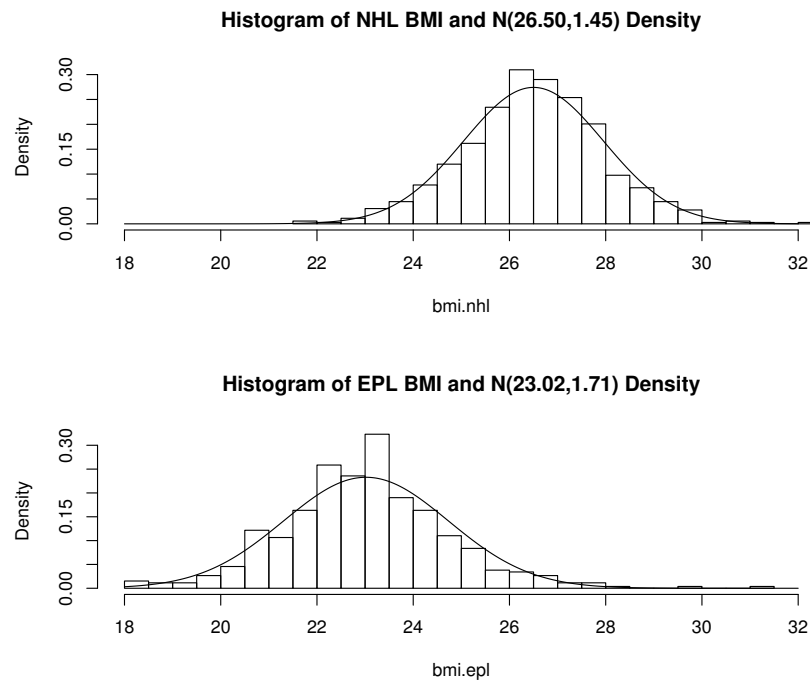 Histogram of NHL BMI and N(26.50,1.45) Density
Density
0.00 0.15 0.30
18 20 22 24 26 28 30 32
bmi.nhl
Histogram of EPL BMI and N(23.02,1.71) Density
Density
0.00 0.15 0.30
18 20 22 24 26 28 30 32
bmi.epl